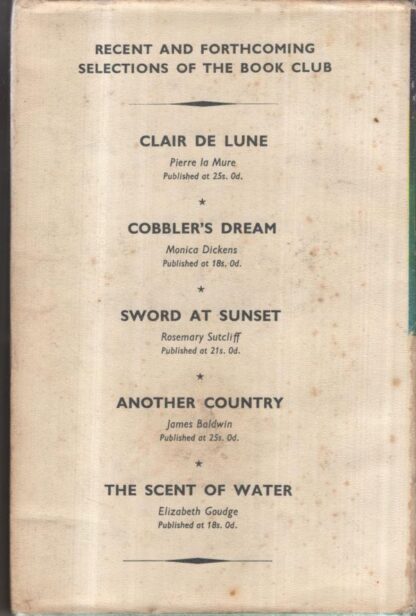 RECENT AND FORTHCOMING
SELECTIONS OF THE BOOK CLUB
CLAIR DE LUNE
Pierre la Mure
Published at 25s. 0d.
COBBLER'S DREAM
Monica Dickens
Published at 18s. 0d.
SWORD AT SUNSET
Rosemary Sutcliff
Published at 21s. 0d.
ANOTHER COUNTRY
James Baldwin
Published at 25s. 0d.
THE SCENT OF WATER
Elizabeth Goudge
Published at 18s. 0d.